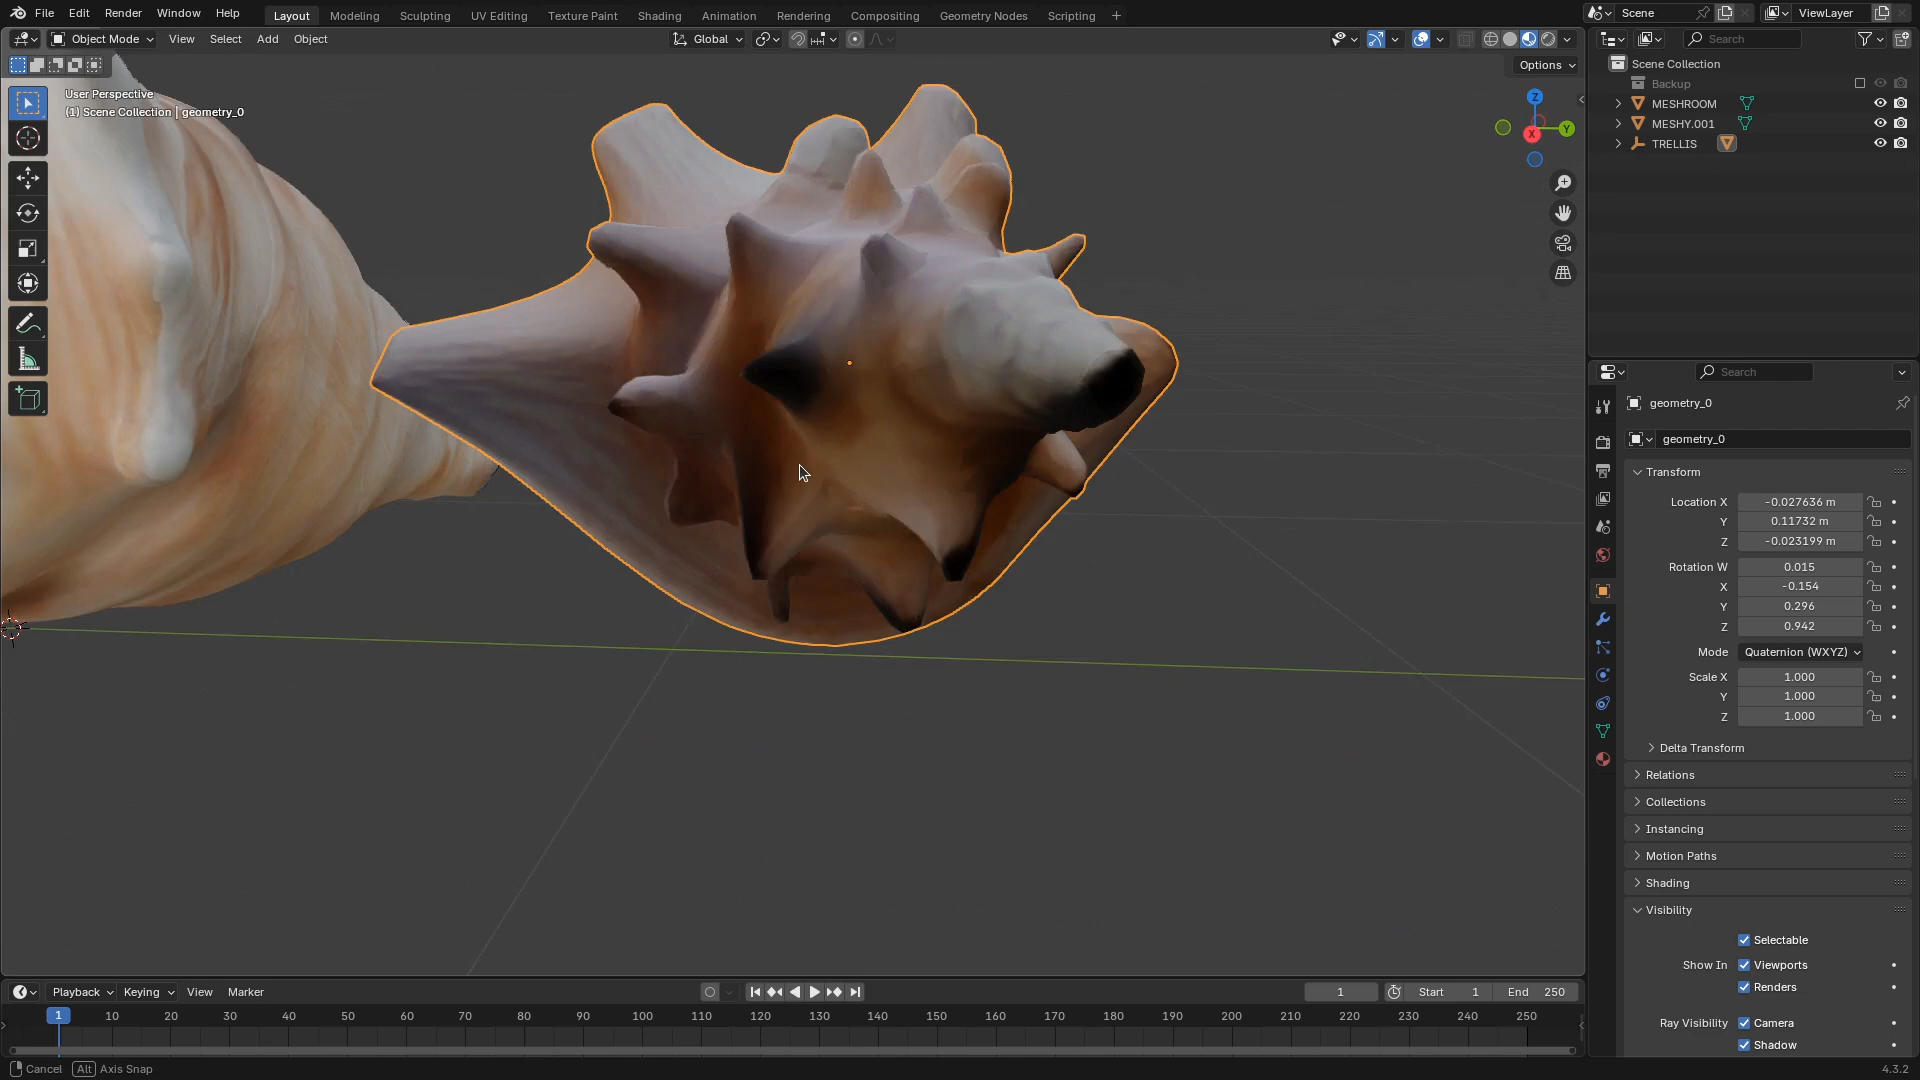 File Edit Render Window Help Layout Modeling Sculpting UV Editing Texture Paint Shading Animation Rendering Compositing Geometry Nodes Scripting + Scene ViewLayer
Object Mode View Select Add Object Global Search
Options
User Perspective
(1) Scene Collection | geometry_0
Z
Y
X
Scene Collection
Backup
MESHROOM
MESHY.001
TRELLIS
Search
geometry_0
geometry_0
Transform
Location X -0.027636 m
Y 0.11732 m
Z -0.023199 m
Rotation W 0.015
X -0.154
Y 0.296
Z 0.942
Mode Quaternion (WXYZ)
Scale X 1.000
Y 1.000
Z 1.000
Delta Transform
Relations
Collections
Instancing
Motion Paths
Shading
Visibility
Selectable
Show In Viewports
Renders
Ray Visibility Camera
Shadow
Playback Keying View Marker 1 Start 1 End 250
1 10 20 30 40 50 60 70 80 90 100 110 120 130 140 150 160 170 180 190 200 210 220 230 240 250
Cancel Alt Axis Snap 4.3.2